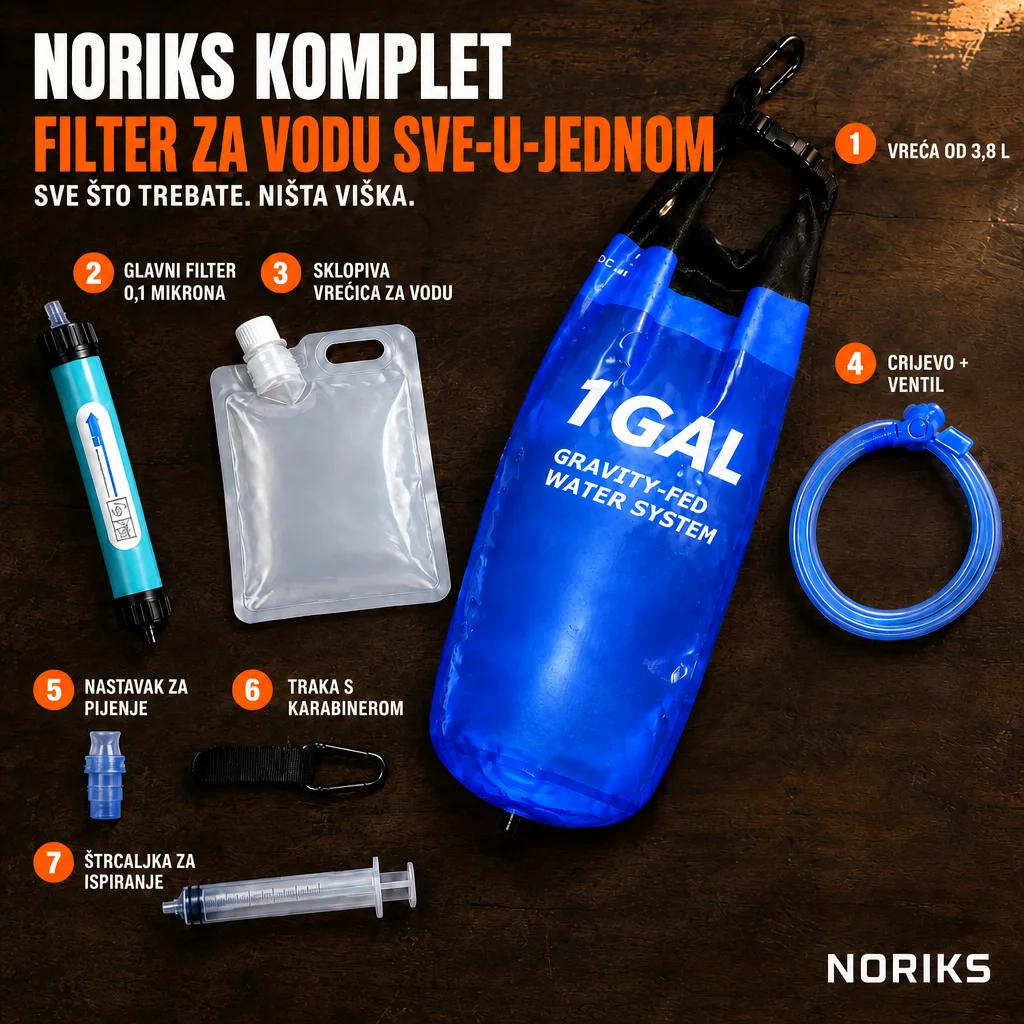 NORIKS KOMPLET
FILTER ZA VODU SVE-U-JEDNOM
SVE ŠTO TREBATE. NIŠTA VIŠKA.
1
VREĆA OD 3,8 L
2
GLAVNI FILTER
0,1 MIKRONA
3
SKLOPIVA
VREĆICA ZA VODU
1 GAL
GRAVITY-FED
WATER SYSTEM
4
CRIJEVO +
VENTIL
5
NASTAVAK ZA
PIJENJE
6
TRAKA S
KARABINEROM
7
ŠTRCALJKA ZA
ISPIRANJE
NORIKS